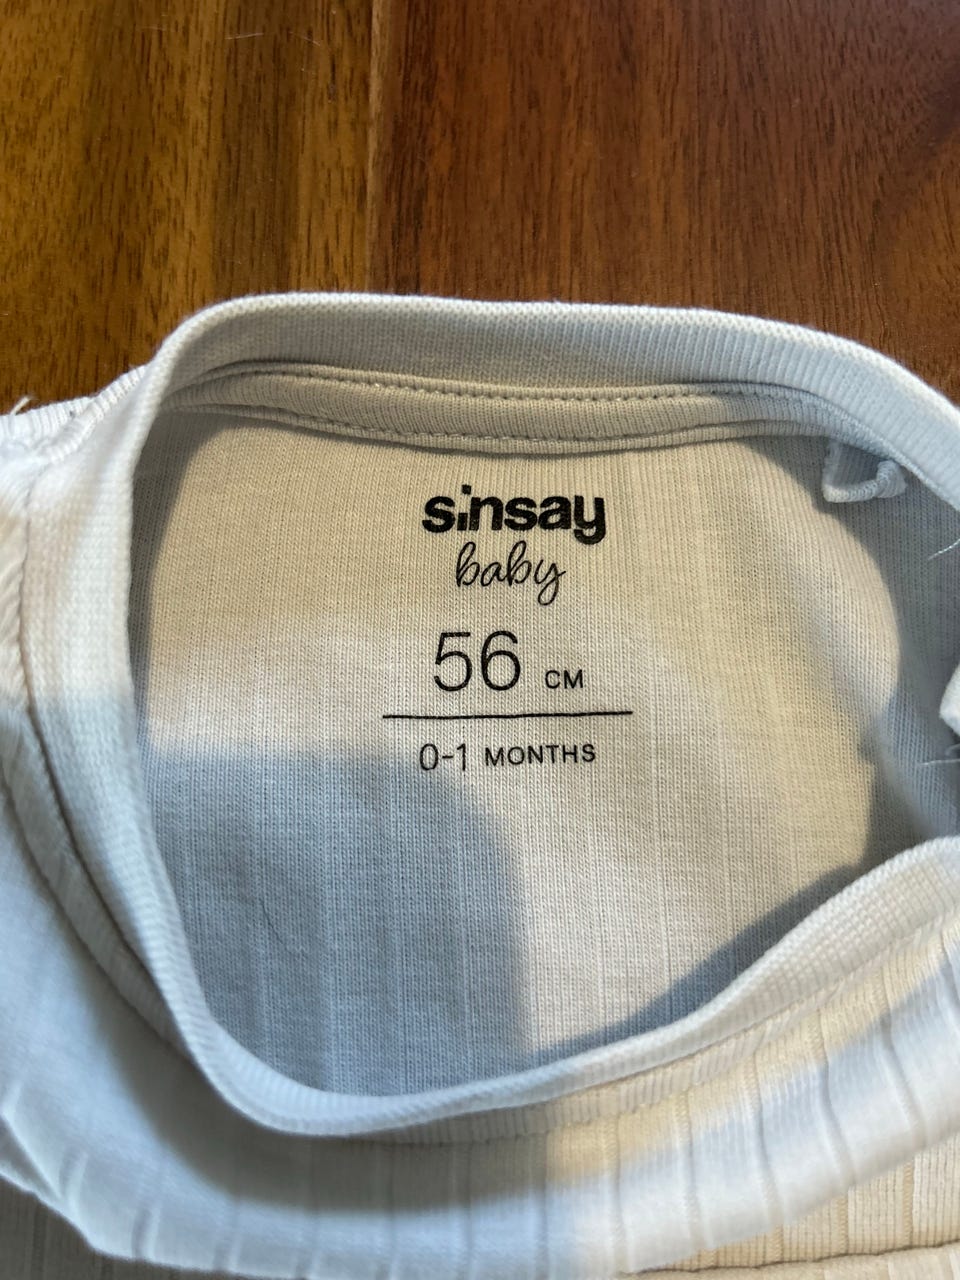 sinsay
baby
56 CM
0-1 MONTHS